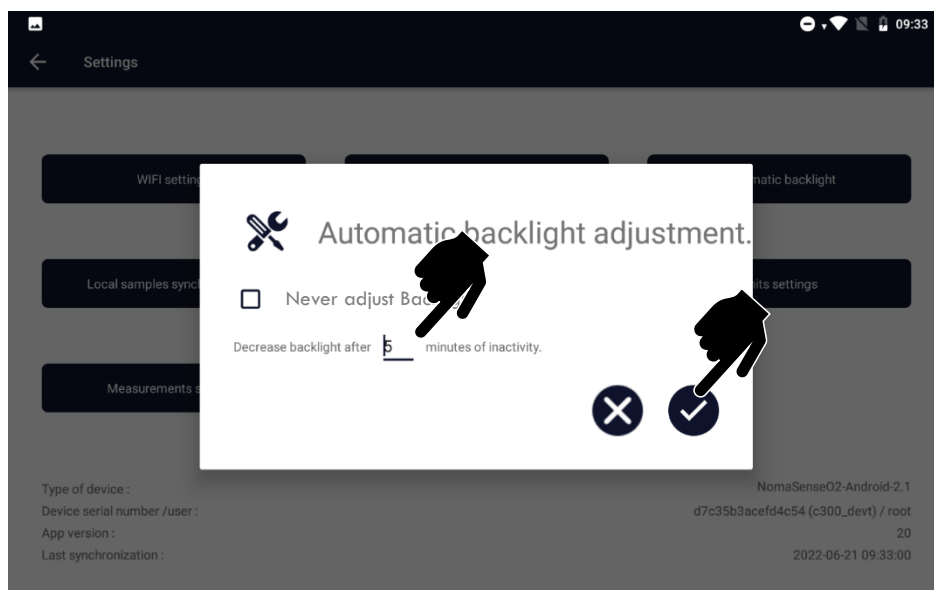 09:33
Settings
WIFI setting
matic backlight
Automatic backlight adjustment.
Never adjust Bac
Local samples sync
its settings
Decrease backlight after 5 minutes of inactivity.
Measurements s
Type of device :
NomaSenseO2-Android-2.1
Device serial number /user :
d7c35b3acefd4c54 (c300_devt) / root
App version :
20
Last synchronization :
2022-06-21 09:33:00